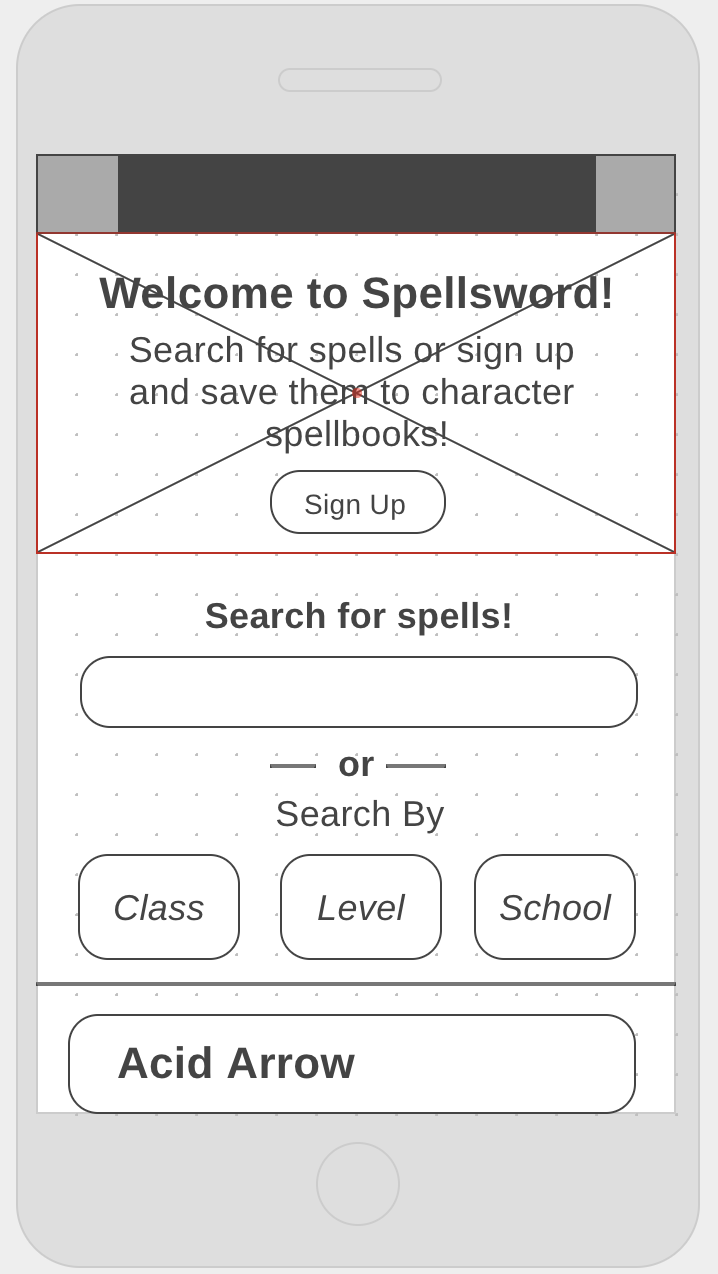 Welcome to Spellsword!
Search for spells or sign up
and save them to character
spellbooks!
Sign Up
Search for spells!
or
Search By
Class Level School
Acid Arrow